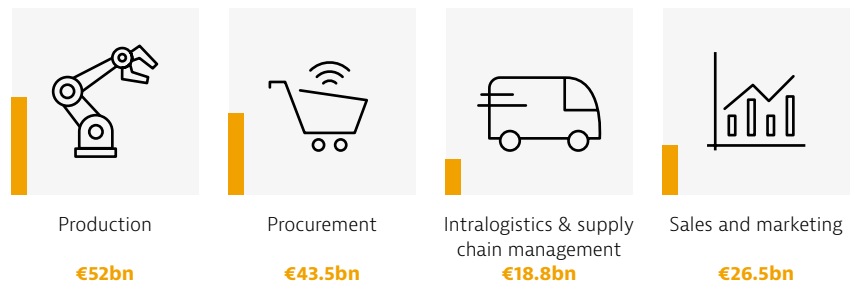 Production
€52bn
Procurement
€43.5bn
Intralogistics & supply
chain management
€18.8bn
Sales and marketing
€26.5bn